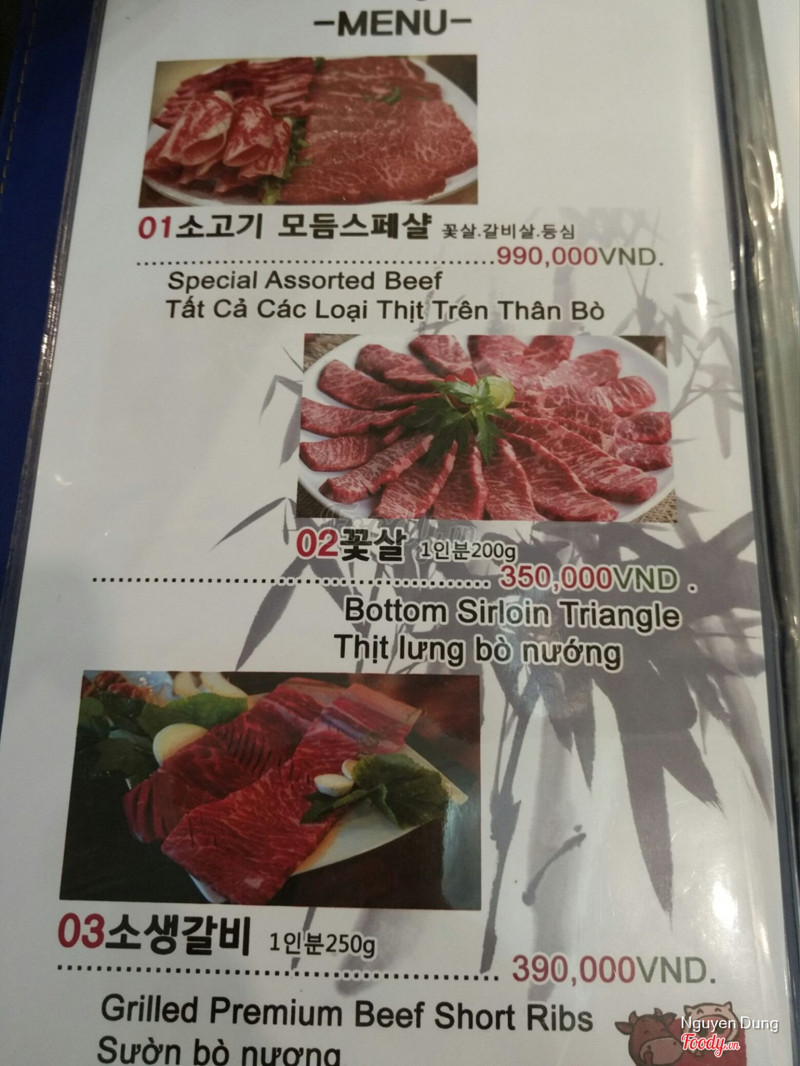 -MENU-
01소고기 모듬스페샬 꽃살.갈비살.등심
.......................................990,000VND.
Special Assorted Beef
Tất Cả Các Loại Thịt Trên Thân Bò
02꽃살 1인분200g
........................................... 350,000VND .
Bottom Sirloin Triangle
Thịt lưng bò nướng
03소생갈비 1인분250g
............................................... 390,000VND.
Grilled Premium Beef Short Ribs
Sườn bò nương
Nguyen Dung
Foody.vn